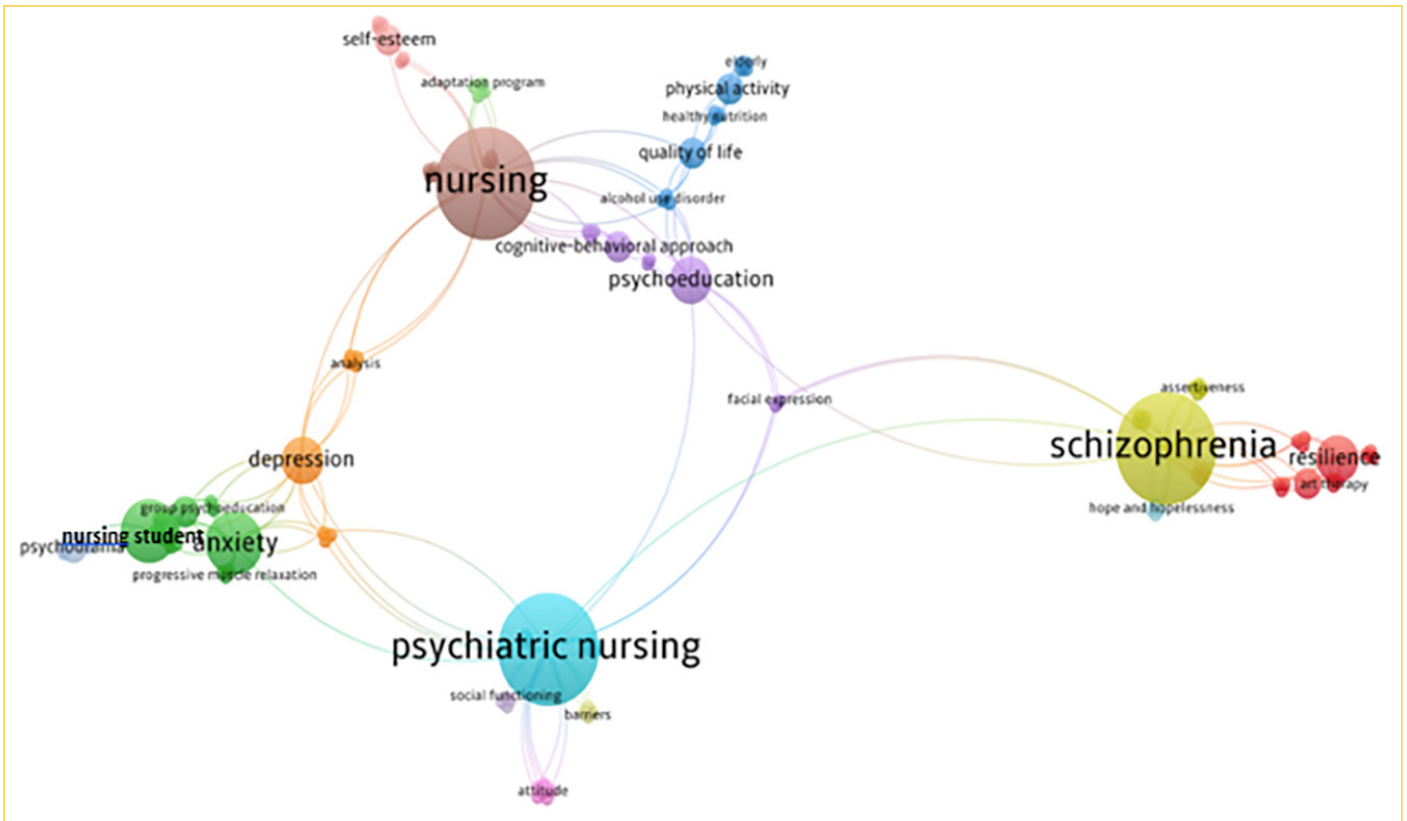 self-esteem
elderly
adaptation program
physical activity
healthy nutrition
quality of life
nursing
alcohol use disorder
cognitive-behavioral approach
psychoeducation
analysis
assertiveness
facial expression
schizophrenia
depression
resilience
art therapy
group psychoeducation
hope and hopelessness
nursing student
anxiety
psychodrama
progressive muscle relaxation
psychiatric nursing
social functioning
barriers
attitude